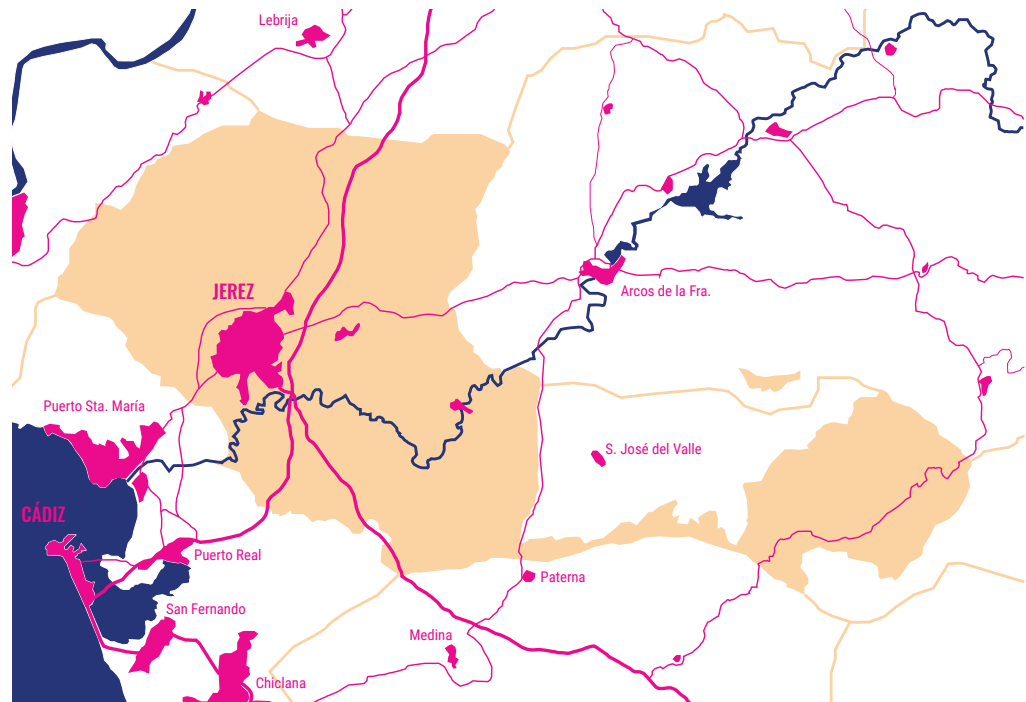 Lebrija
JEREZ
Arcos de la Fra.
Puerto Sta. María
S. José del Valle
CÁDIZ
Puerto Real
Paterna
San Fernando
Medina
Chiclana